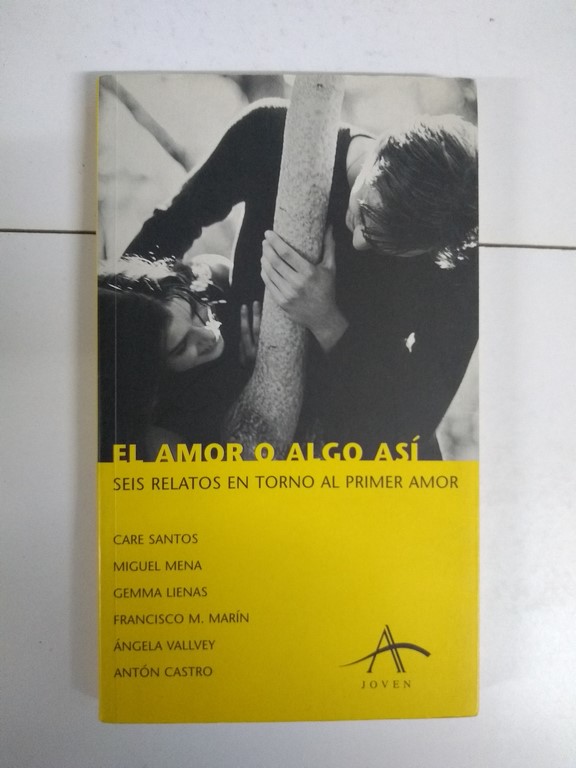 EL AMOR O ALGO ASÍ
SEIS RELATOS EN TORNO AL PRIMER AMOR
CARE SANTOS
MIGUEL MENA
GEMMA LIENAS
FRANCISCO M. MARÍN
ÁNGELA VALLVEY
ANTÓN CASTRO
A
JOVEN